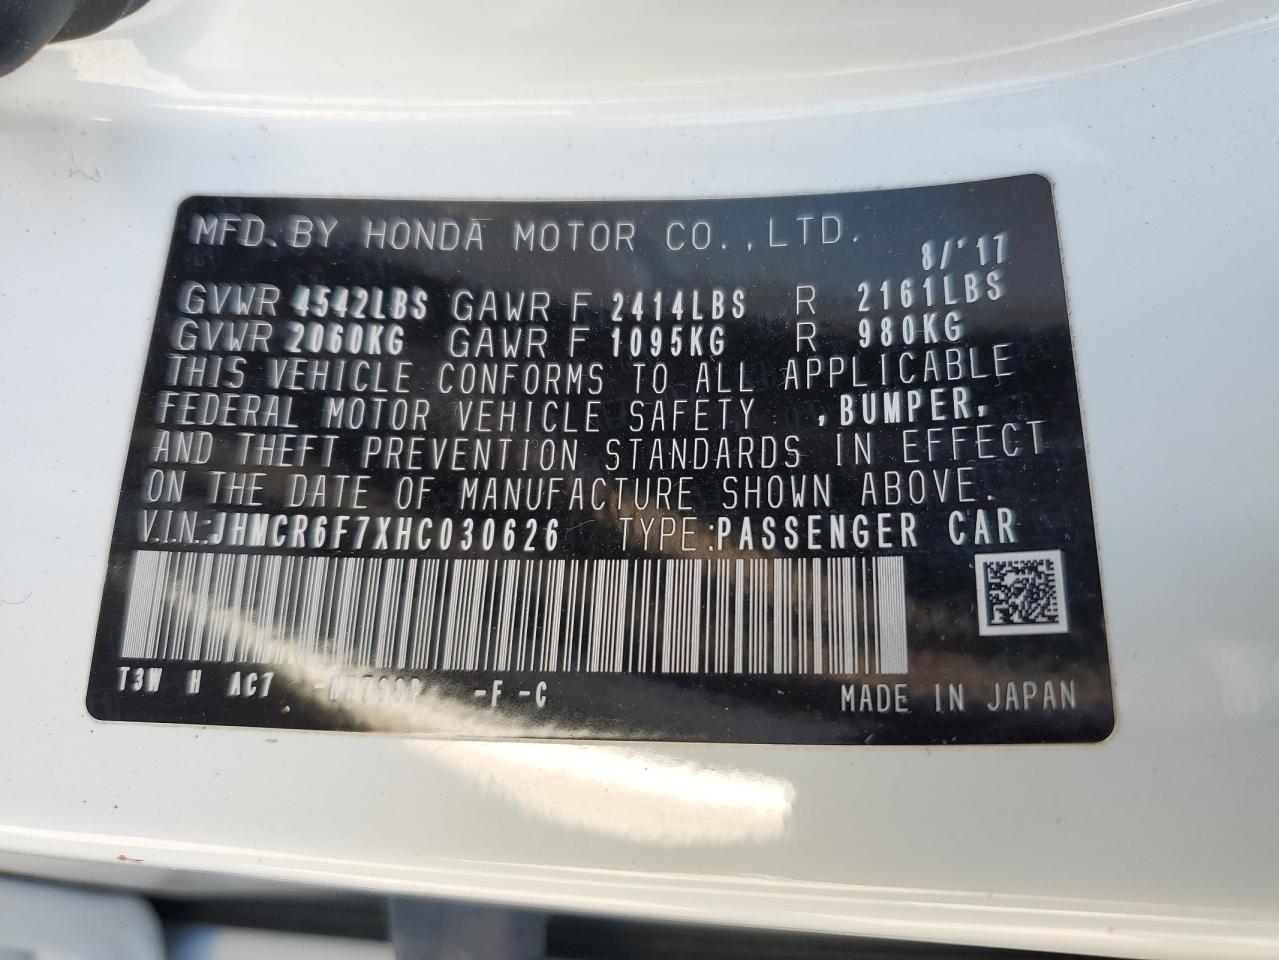 MFD. BY HONDA MOTOR CO., LTD.
8/'17
GVWR 4542LBS GAWR F 2414LBS R 2161LBS
GVWR 2060KG GAWR F 1095KG R 980KG
THIS VEHICLE CONFORMS TO ALL APPLICABLE
FEDERAL MOTOR VEHICLE SAFETY ,BUMPER,
AND THEFT PREVENTION STANDARDS IN EFFECT
ON THE DATE OF MANUFACTURE SHOWN ABOVE.
V.I.N.:JHMCR6F7XHC030626 TYPE:PASSENGER CAR
T3W H AC7 -F -C
MADE IN JAPAN